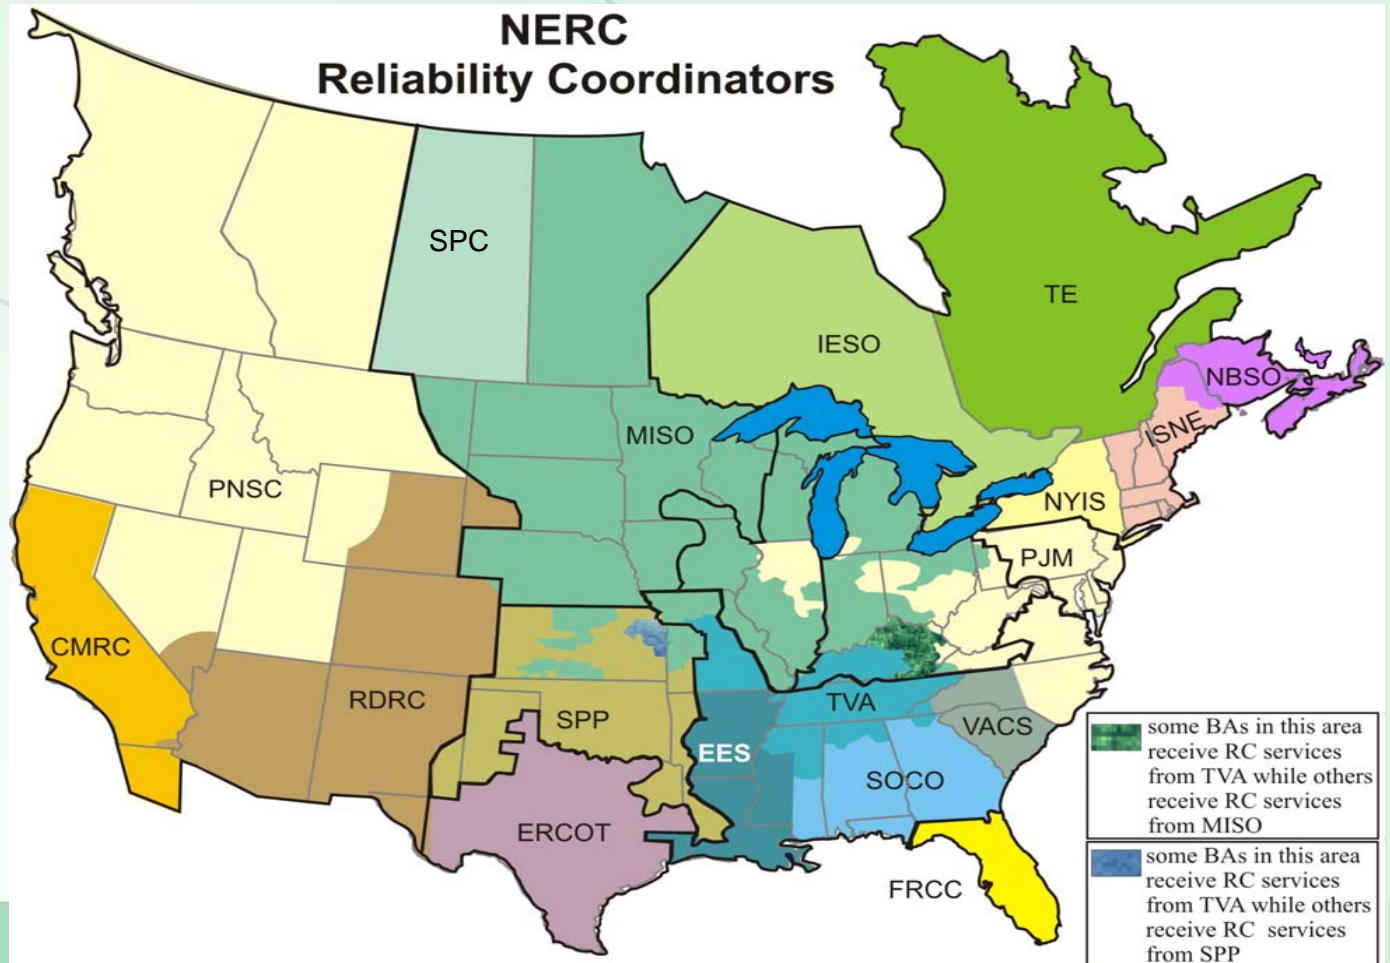 NERC
Reliability Coordinators
SPC
TE
IESO
NBSO
MISO
ISNE
PNSC
NYIS
PJM
CMRC
RDRC
TVA
SPP
VACS
EES
SOCO
ERCOT
FRCC
some BAs in this area
receive RC services
from TVA while others
receive RC services
from MISO
some BAs in this area
receive RC services
from TVA while others
receive RC services
from SPP